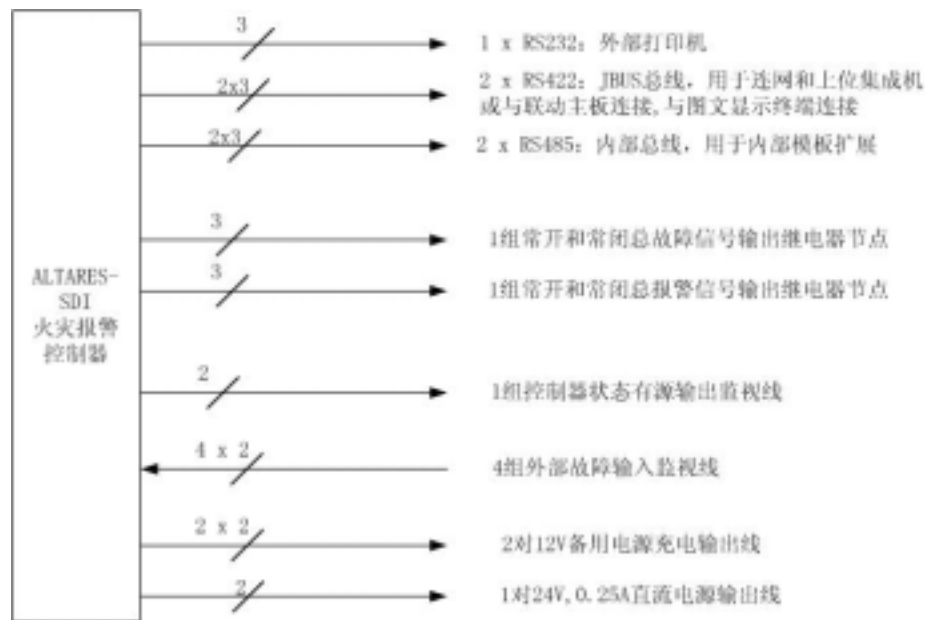 3
1 x RS232：外部打印机
2x3
2 x RS422：JBUS总线，用于连网和上位集成机
或与联动主板连接,与图文显示终端连接
2x3
2 x RS485：内部总线，用于内部模板扩展
3
1组常开和常闭总故障信号输出继电器节点
3
1组常开和常闭总报警信号输出继电器节点
ALTARES-
SDI
火灾报警
控制器
2
1组控制器状态有源输出监视线
4 x 2
4组外部故障输入监视线
2 x 2
2对12V备用电源充电输出线
2
1对24V,0.25A直流电源输出线